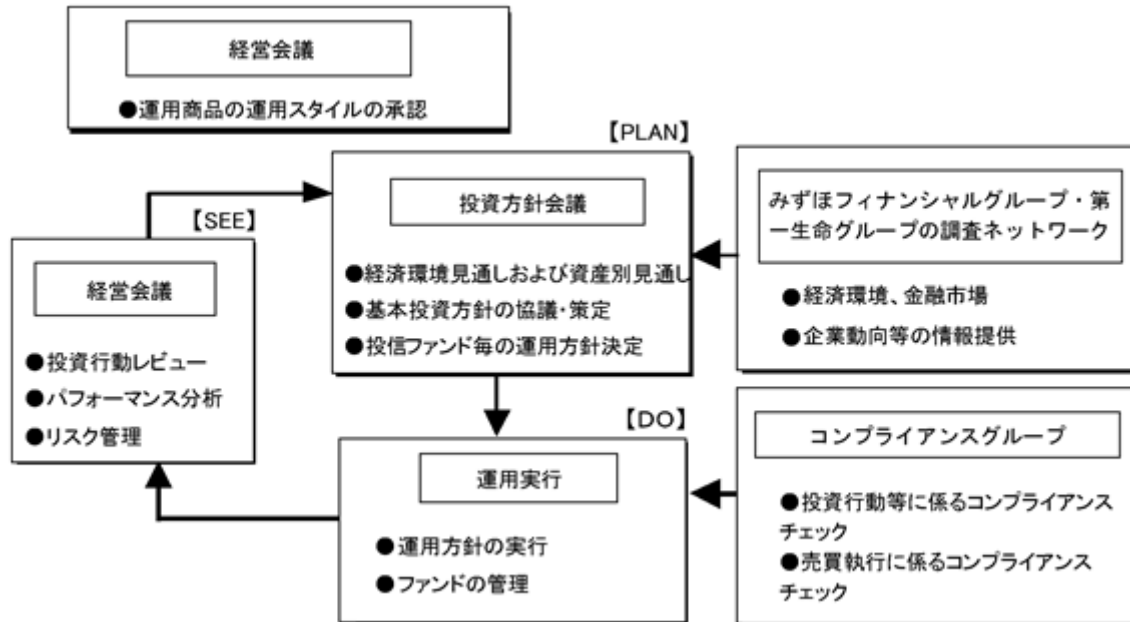 経営会議
●運用商品の運用スタイルの承認
【PLAN】
投資方針会議
●経済環境見通しおよび資産別見通し
●基本投資方針の協議・策定
●投信ファンド毎の運用方針決定
みずほフィナンシャルグループ・第
一生命グループの調査ネットワーク
●経済環境、金融市場
●企業動向等の情報提供
【SEE】
経営会議
●投資行動レビュー
●パフォーマンス分析
●リスク管理
【DO】
運用実行
●運用方針の実行
●ファンドの管理
コンプライアンスグループ
●投資行動等に係るコンプライアンス
チェック
●売買執行に係るコンプライアンス
チェック